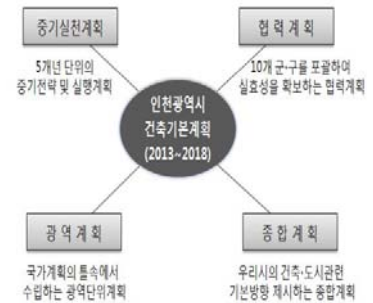 중기실천계획
5개년 단위의
중기전략 및 실행계획
협 력 계 획
10개 군·구를 포괄하여
실효성을 확보하는 협력계획
인천광역시
건축기본계획
(2013~2018)
광 역 계 획
국가계획의 틀속에서
수립하는 광역단위계획
종 합 계 획
우리시의 건축·도시관련
기본방향 제시하는 종합계획